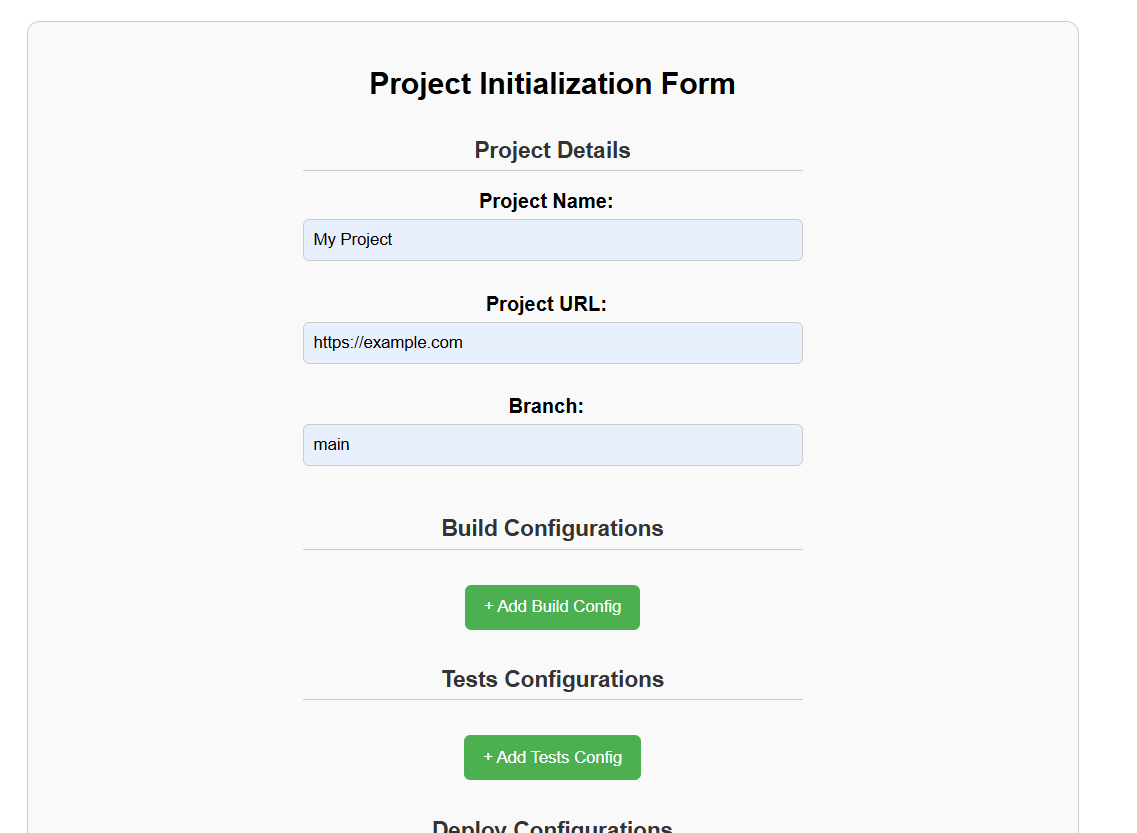 Project Initialization Form
Project Details
Project Name:
My Project
Project URL:
https://example.com
Branch:
main
Build Configurations
+ Add Build Config
Tests Configurations
+ Add Tests Config
Deploy Configurations